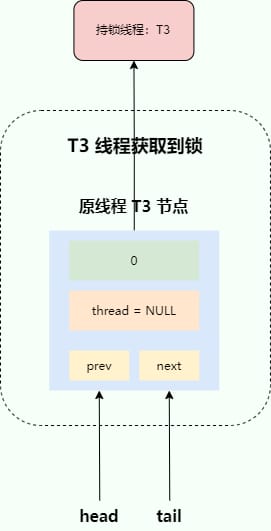 持锁线程：T3
T3 线程获取到锁
原线程 T3 节点
0
thread = NULL
prev
next
head
tail